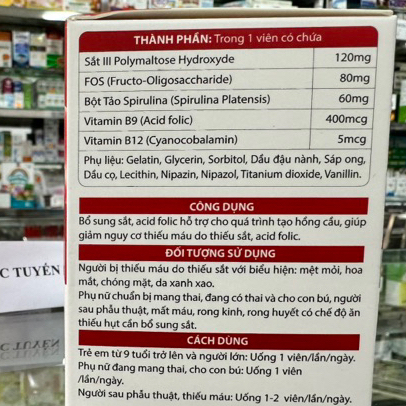 THÀNH PHẦN: Trong 1 viên có chứa
Sắt III Polymaltose Hydroxyde 120mg
FOS (Fructo-Oligosaccharide) 80mg
Bột Tảo Spirulina (Spirulina Platensis) 60mg
Vitamin B9 (Acid folic) 400mcg
Vitamin B12 (Cyanocobalamin) 5mcg
Phụ liệu: Gelatin, Glycerin, Sorbitol, Dầu đậu nành, Sáp ong,
Dầu cọ, Lecithin, Nipazin, Nipazol, Titanium dioxide, Vanillin.
CÔNG DỤNG
Bổ sung sắt, acid folic hỗ trợ cho quá trình tạo hồng cầu, giúp
giảm nguy cơ thiếu máu do thiếu sắt, acid folic.
ĐỐI TƯỢNG SỬ DỤNG
Người bị thiếu máu do thiếu sắt với biểu hiện: mệt mỏi, hoa
mắt, chóng mặt, da xanh xao.
Phụ nữ chuẩn bị mang thai, đang có thai và cho con bú, người
sau phẫu thuật, mất máu, rong kinh, rong huyết có chế độ ăn
thiếu hụt cần bổ sung sắt.
CÁCH DÙNG
Trẻ em từ 9 tuổi trở lên và người lớn: Uống 1 viên/lần/ngày.
Phụ nữ đang mang thai, cho con bú: Uống 1 viên
/lần/ngày.
Người sau phẫu thuật, thiếu máu: Uống 1-2 viên/lần/ngày.
C TUYẾN